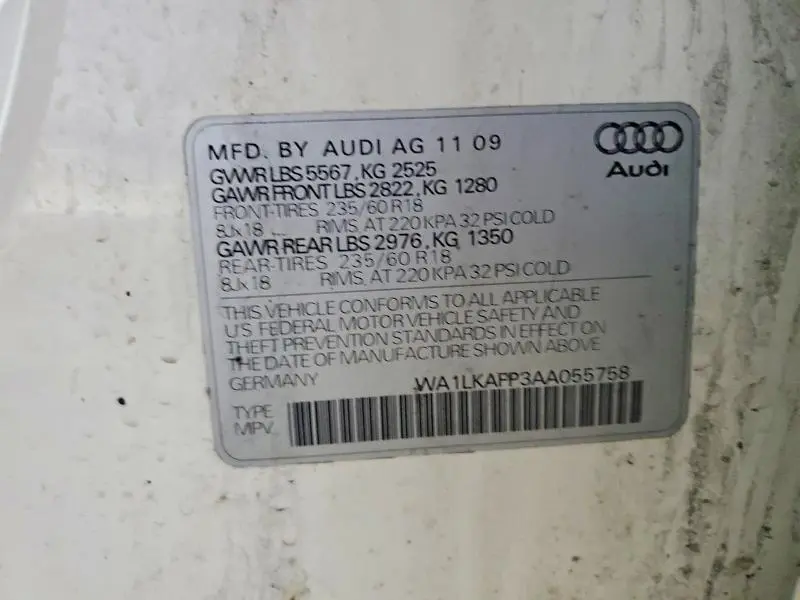 MFD. BY AUDI AG 11 09
Audi
GVWR LBS 5567, KG 2525
GAWR FRONT LBS 2822, KG 1280
FRONT-TIRES 235/60 R18
8Jx18 RIMS, AT 220 KPA 32 PSI COLD
GAWR REAR LBS 2976, KG 1350
REAR-TIRES 235/60 R18
8Jx18 RIMS, AT 220 KPA 32 PSI COLD
THIS VEHICLE CONFORMS TO ALL APPLICABLE
U.S. FEDERAL MOTOR VEHICLE SAFETY AND
THEFT PREVENTION STANDARDS IN EFFECT ON
THE DATE OF MANUFACTURE SHOWN ABOVE
GERMANY WA1LKAFP3AA055758
TYPE
MPV